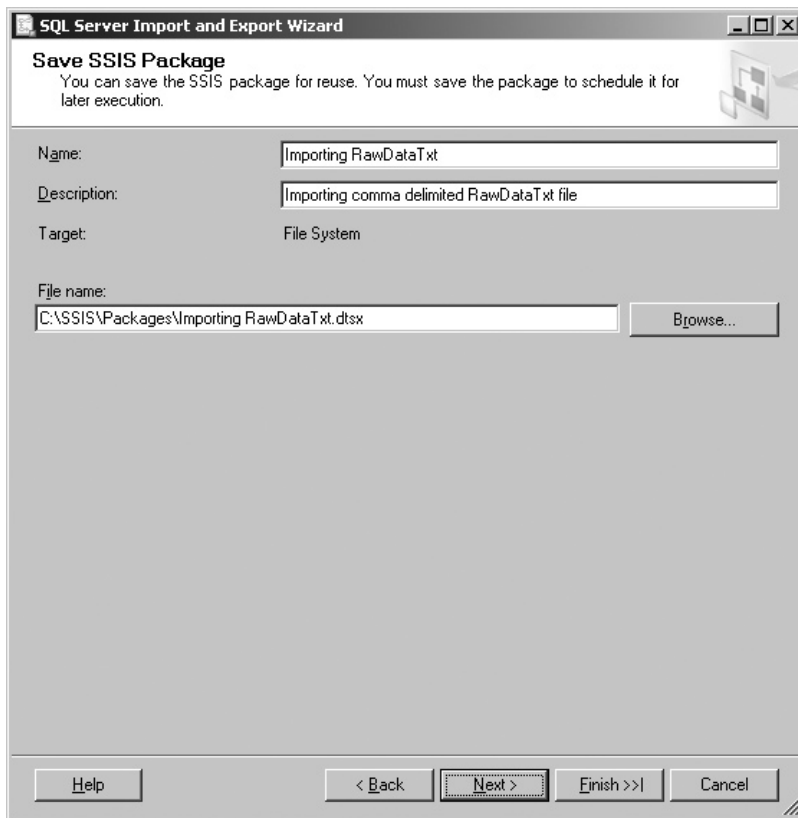 SQL Server Import and Export Wizard
Save SSIS Package
You can save the SSIS package for reuse. You must save the package to schedule it for
later execution.
Name: Importing RawDataTxt
Description: Importing comma delimited RawDataTxt file
Target: File System
File name:
C:\SSIS\Packages\Importing RawDataTxt.dtsx Browse...
Help < Back Next > Finish >>| Cancel